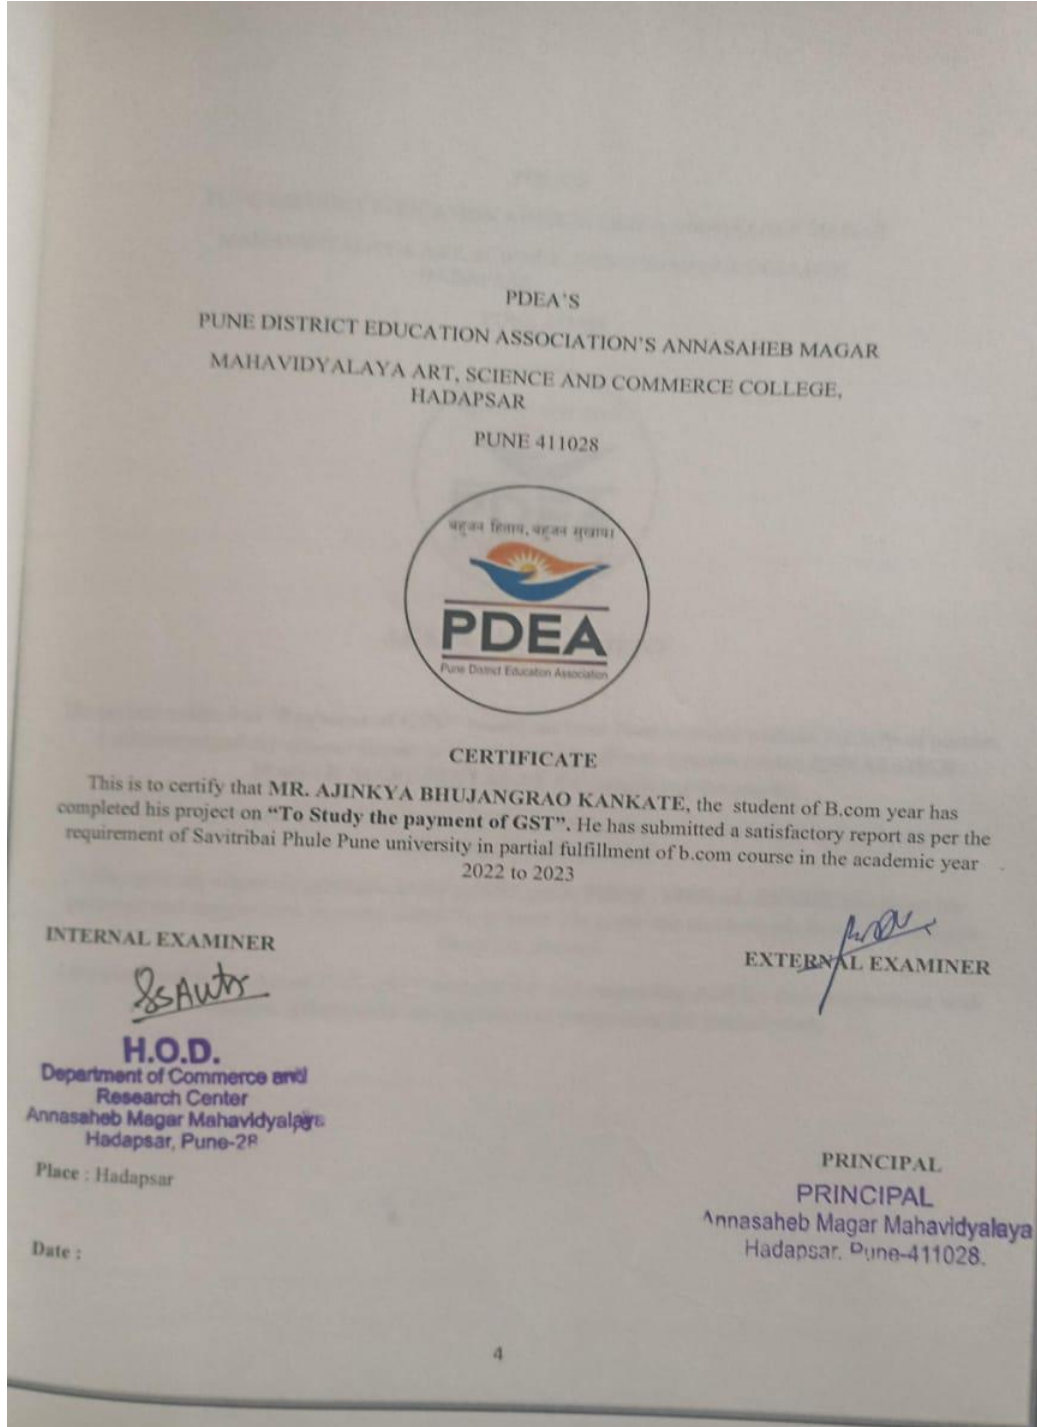 PDEA'S
PUNE DISTRICT EDUCATION ASSOCIATION'S ANNASAHEB MAGAR
MAHAVIDYALAYA ART, SCIENCE AND COMMERCE COLLEGE,
HADAPSAR
PUNE 411028
बहुजन हिताय, बहुजन सुखाय।
PDEA
Pune District Education Association
CERTIFICATE
This is to certify that MR. AJINKYA BHUJANGRAO KANKATE, the student of B.com year has
completed his project on “To Study the payment of GST”. He has submitted a satisfactory report as per the
requirement of Savitribai Phule Pune university in partial fulfillment of b.com course in the academic year
2022 to 2023
INTERNAL EXAMINER
EXTERNAL EXAMINER
H.O.D.
Department of Commerce and
Research Center
Annasaheb Magar Mahavidyalaya
Hadapsar, Pune-28
Place : Hadapsar
PRINCIPAL
PRINCIPAL
Annasaheb Magar Mahavidyalaya
Hadapsar, Pune-411028.
Date :
4